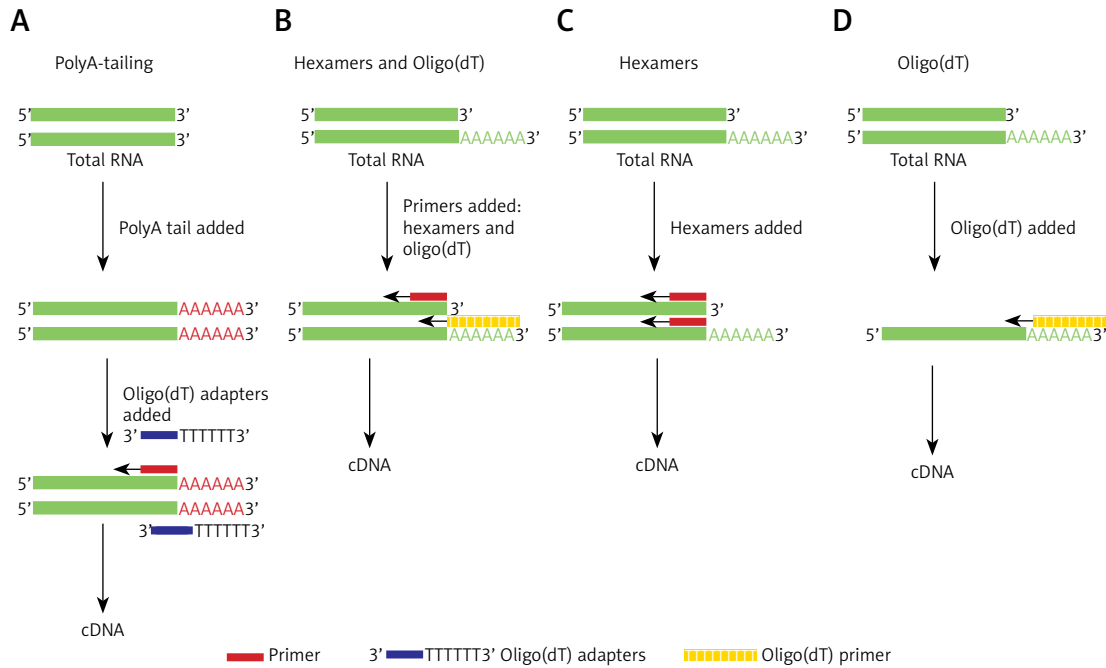 A
PolyA-tailing
5’ 3’
5’ 3’
Total RNA
PolyA tail added
5’ AAAAAA3’
5’ AAAAAA3’
Oligo(dT) adapters
added
3’ TTTTTT3’
5’ AAAAAA3’
5’ AAAAAA3’
3’ TTTTTT3’
cDNA
B
Hexamers and Oligo(dT)
5’ 3’
5’ AAAAAA3’
Total RNA
Primers added:
hexamers and
oligo(dT)
5’ 3’
5’ AAAAAA3’
cDNA
C
Hexamers
5’ 3’
5’ AAAAAA3’
Total RNA
Hexamers added
5’ 3’
5’ AAAAAA3’
cDNA
D
Oligo(dT)
5’ 3’
5’ AAAAAA3’
Total RNA
Oligo(dT) added
5’ AAAAAA3’
cDNA
Primer
3’ TTTTTT3’ Oligo(dT) adapters
Oligo(dT) primer